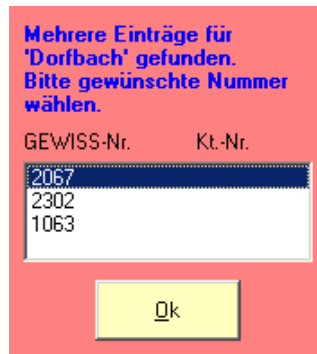 Mehrere Einträge für
'Dorfbach' gefunden.
Bitte gewünschte Nummer
wählen.
GEWISS-Nr. Kt.-Nr.
2067
2302
1063
Ok